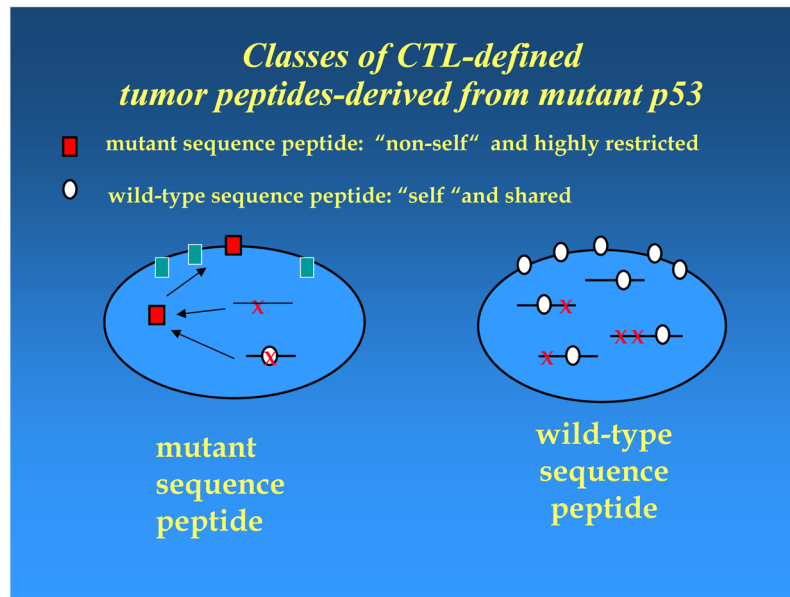 Classes of CTL-defined
tumor peptides-derived from mutant p53
mutant sequence peptide: “non-self“ and highly restricted
wild-type sequence peptide: “self “and shared
x
x
x
xx
x
mutant
sequence
peptide
wild-type
sequence
peptide